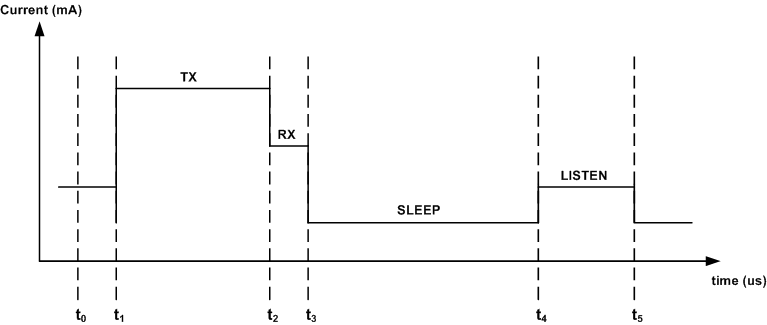 Current (mA)
TX
RX
LISTEN
SLEEP
time (us)
t₀ t₁ t₂ t₃ t₄ t₅